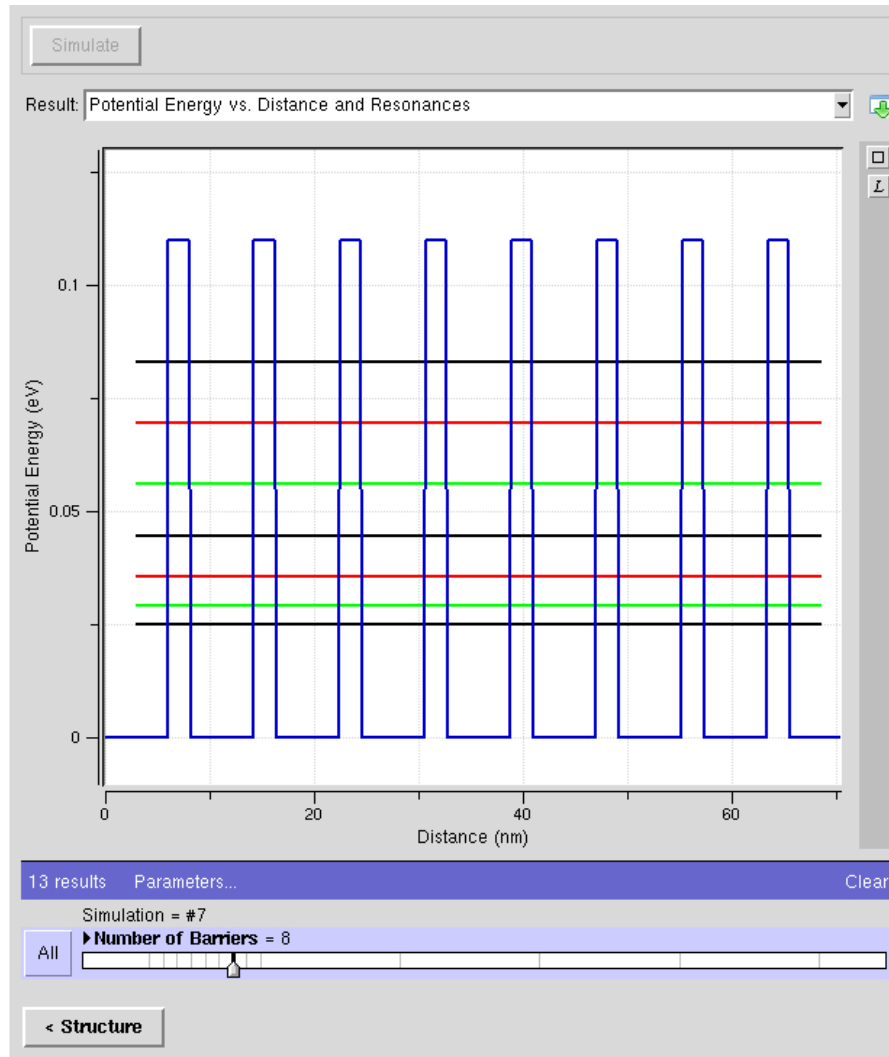 Simulate
Result: Potential Energy vs. Distance and Resonances
L
0.1
0.05
0
Potential Energy (eV)
0 20 40 60
Distance (nm)
13 results Parameters... Clear
Simulation = #7
All
Number of Barriers = 8
< Structure